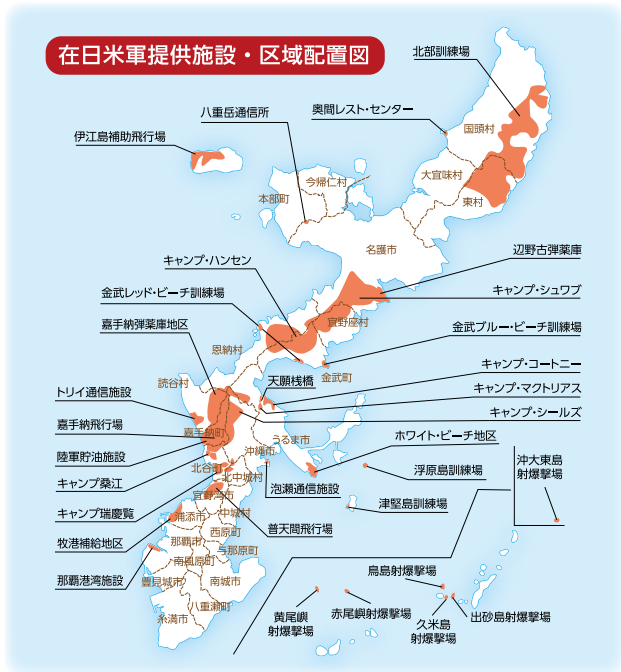 在日米軍提供施設・区域配置図
北部訓練場
奥間レスト・センター
八重岳通信所
伊江島補助飛行場
国頭村
大宜味村
東村
今帰仁村
本部町
名護市
辺野古弾薬庫
キャンプ・シュワブ
キャンプ・ハンセン
金武レッド・ビーチ訓練場
宜野座村
金武ブルー・ビーチ訓練場
嘉手納弾薬庫地区
恩納村
金武町
キャンプ・コートニー
天願桟橋
読谷村
キャンプ・マクトリアス
トリイ通信施設
キャンプ・シールズ
嘉手納飛行場
嘉手納町
うるま市
ホワイト・ビーチ地区
陸軍貯油施設
沖縄市
北谷町
浮原島訓練場
沖大東島
射爆撃場
キャンプ桑江
北中城村
泡瀬通信施設
宜野湾市
津堅島訓練場
キャンプ瑞慶覧
浦添市
中城村
普天間飛行場
牧港補給地区
西原町
那覇市
与那原町
南風原町
那覇港湾施設
豊見城市
南城市
八重瀬町
糸満市
鳥島射爆撃場
黄尾嶼
射爆撃場
赤尾嶼射爆撃場
久米島
射爆撃場
出砂島射爆撃場